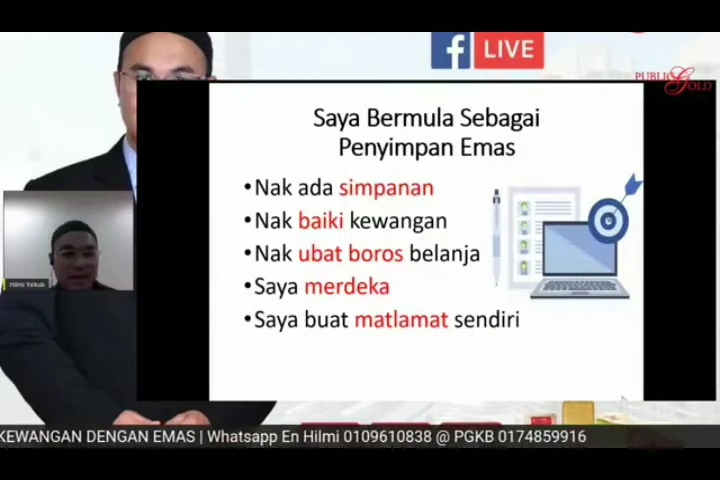 f LIVE
PUBLIC GOLD
Saya Bermula Sebagai
Penyimpan Emas
•Nak ada simpanan
•Nak baiki kewangan
•Nak ubat boros belanja
•Saya merdeka
•Saya buat matlamat sendiri
Hilmi Yaikub
KEWANGAN DENGAN EMAS | Whatsapp En Hilmi 0109610838 @ PGKB 0174859916